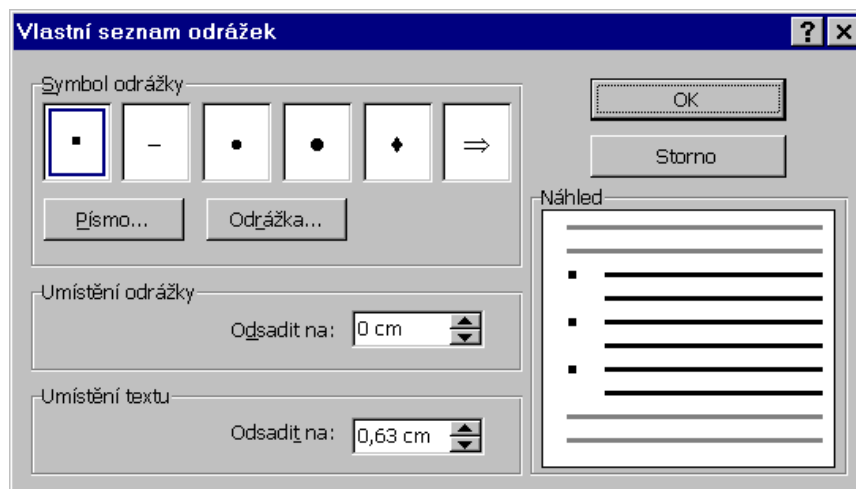 Vlastní seznam odrážek
Symbol odrážky
Písmo...
Odrážka...
Umístění odrážky
Odsadit na: 0 cm
Umístění textu
Odsadit na: 0,63 cm
OK
Storno
Náhled